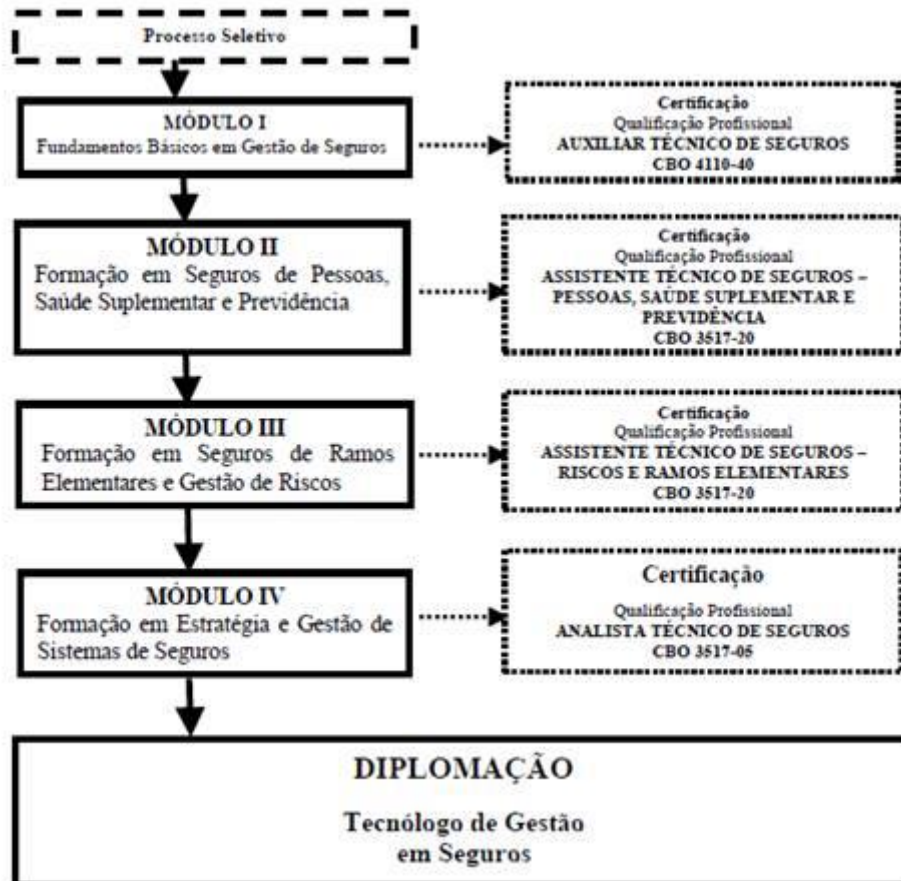 Processo Seletivo
MÓDULO I
Fundamentos Básicos em Gestão de Seguros
Certificação
Qualificação Profissional
AUXILIAR TÉCNICO DE SEGUROS
CBO 4110-40
MÓDULO II
Formação em Seguros de Pessoas,
Saúde Suplementar e Previdência
Certificação
Qualificação Profissional
ASSISTENTE TÉCNICO DE SEGUROS –
PESSOAS, SAÚDE SUPLEMENTAR E
PREVIDÊNCIA
CBO 3517-20
MÓDULO III
Formação em Seguros de Ramos
Elementares e Gestão de Riscos
Certificação
Qualificação Profissional
ASSISTENTE TÉCNICO DE SEGUROS –
RISCOS E RAMOS ELEMENTARES
CBO 3517-20
MÓDULO IV
Formação em Estratégia e Gestão de
Sistemas de Seguros
Certificação
Qualificação Profissional
ANALISTA TÉCNICO DE SEGUROS
CBO 3517-05
DIPLOMAÇÃO
Tecnólogo de Gestão
em Seguros